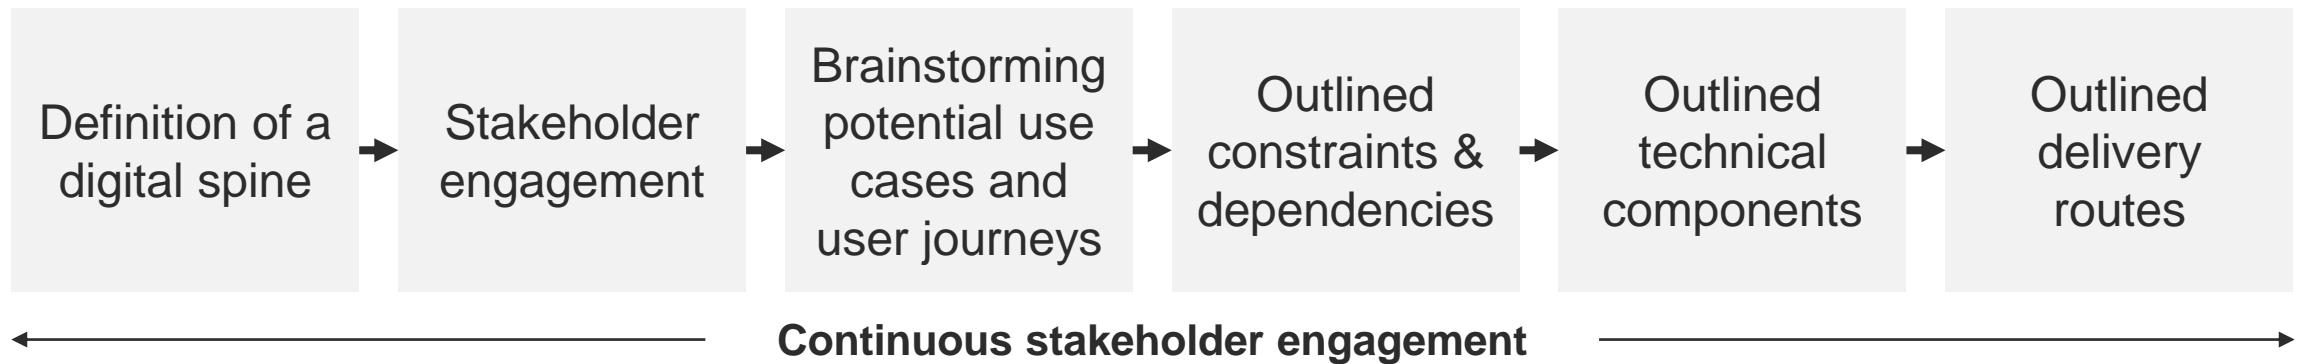 Definition of a
digital spine
Stakeholder
engagement
Brainstorming
potential use
cases and
user journeys
Outlined
constraints &
dependencies
Outlined
technical
components
Outlined
delivery
routes
Continuous stakeholder engagement